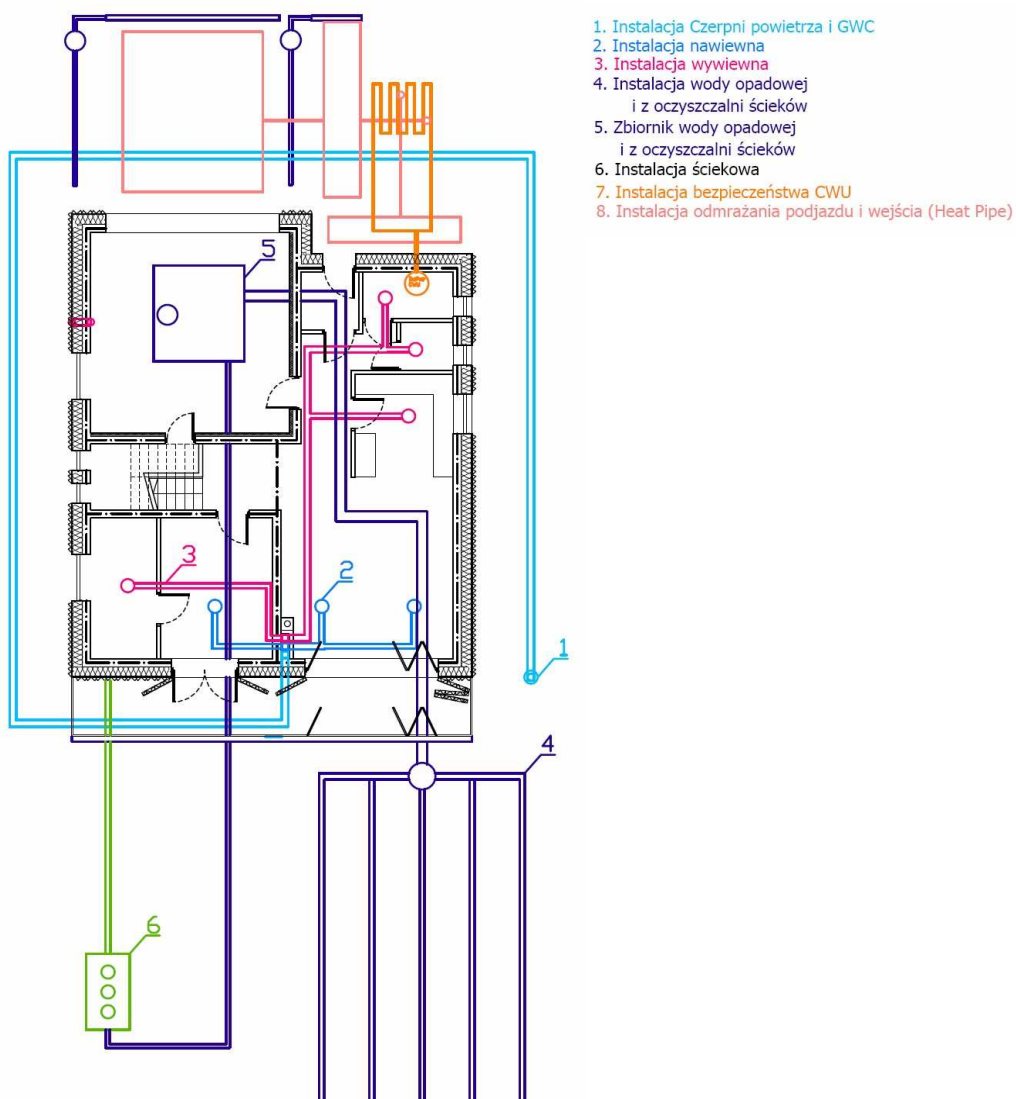 1. Instalacja Czerpni powietrza i GWC
2. Instalacja nawiewna
3. Instalacja wywiewna
4. Instalacja wody opadowej
i z oczyszczalni ścieków
5. Zbiornik wody opadowej
i z oczyszczalni ścieków
6. Instalacja ściekowa
7. Instalacja bezpieczeństwa CWU
8. Instalacja odmrażania podjazdu i wejścia (Heat Pipe)
5
3
2
1
4
6